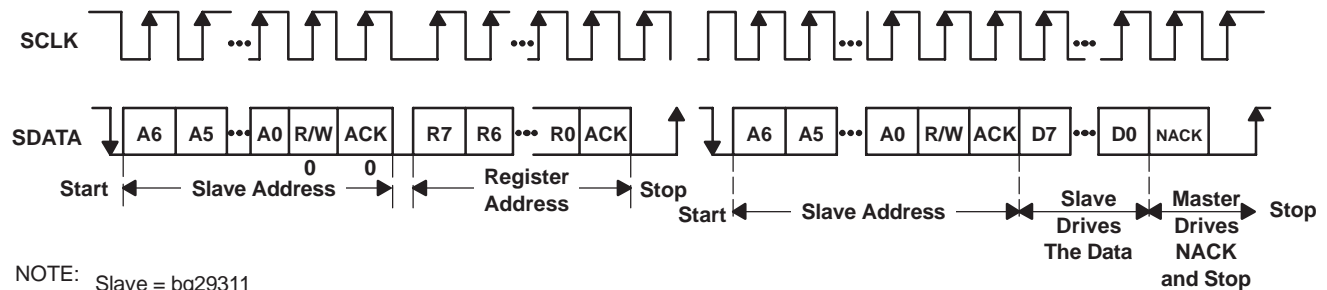 SCLK
SDATA A6 A5 ••• A0 R/W ACK R7 R6 ••• R0 ACK A6 A5 ••• A0 R/W ACK D7 ••• D0 NACK
0 0
Start Slave Address Register Address Stop Start Slave Address Slave Drives The Data Master Drives NACK and Stop Stop
NOTE: Slave = bq29311